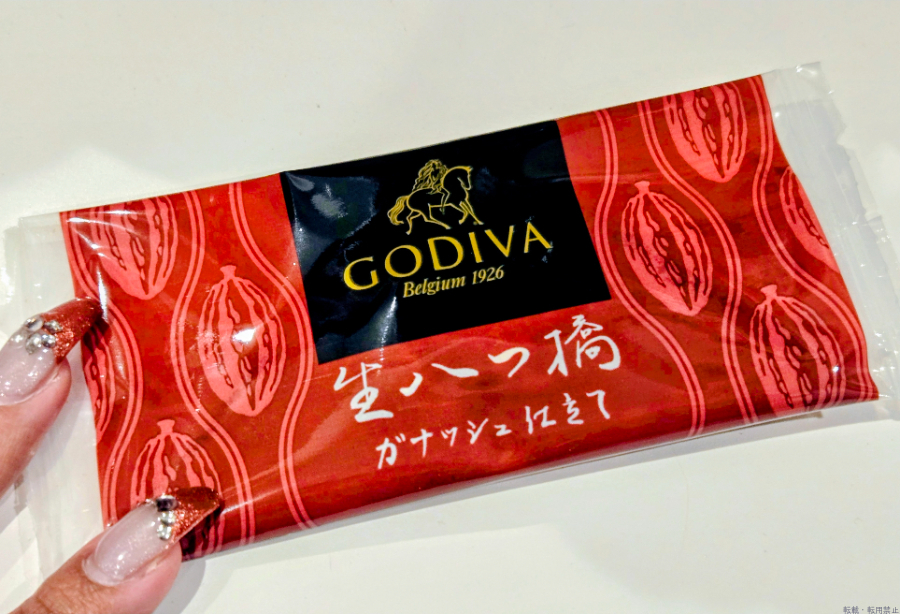 GODIVA
Belgium 1926
生八つ橋
ガナッシュ仕立て
転載・転用禁止